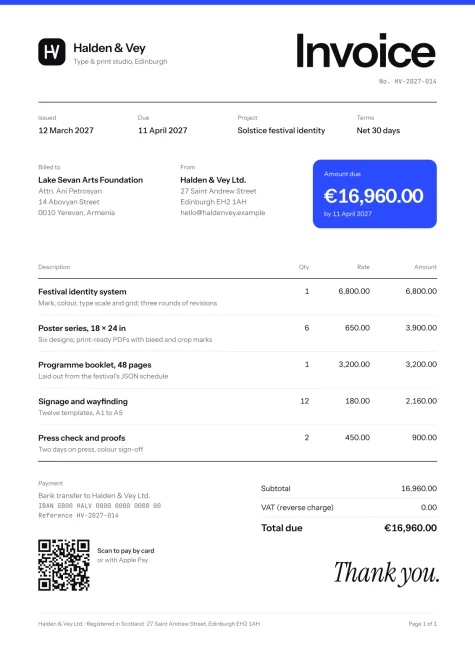 HV
Halden & Vey
Type & print studio, Edinburgh
Invoice
No. HV-2027-014
Issued Due Project Terms
12 March 2027 11 April 2027 Solstice festival identity Net 30 days
Billed to
Lake Sevan Arts Foundation
Attn. Ani Petrosyan
14 Abovyan Street
0010 Yerevan, Armenia
From
Halden & Vey Ltd.
27 Saint Andrew Street
Edinburgh EH2 1AH
hello@haldenvey.example
Amount due
€16,960.00
by 11 April 2027
Description Qty Rate Amount
Festival identity system 1 6,800.00 6,800.00
Mark, colour, type scale and grid; three rounds of revisions
Poster series, 18 × 24 in 6 650.00 3,900.00
Six designs; print-ready PDFs with bleed and crop marks
Programme booklet, 48 pages 1 3,200.00 3,200.00
Laid out from the festival's JSON schedule
Signage and wayfinding 12 180.00 2,160.00
Twelve templates, A1 to A5
Press check and proofs 2 450.00 900.00
Two days on press, colour sign-off
Payment
Bank transfer to Halden & Vey Ltd.
IBAN GB00 HALV 0000 0000 0000 00
Reference HV-2027-014
Scan to pay by card
or with Apple Pay
Subtotal 16,960.00
VAT (reverse charge) 0.00
Total due €16,960.00
Thank you.
Halden & Vey Ltd. · Registered in Scotland · 27 Saint Andrew Street, Edinburgh EH2 1AH Page 1 of 1